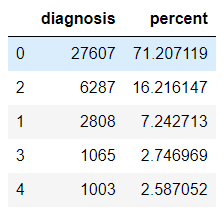 diagnosis percent
0 27607 71.207119
2 6287 16.216147
1 2808 7.242713
3 1065 2.746969
4 1003 2.587052